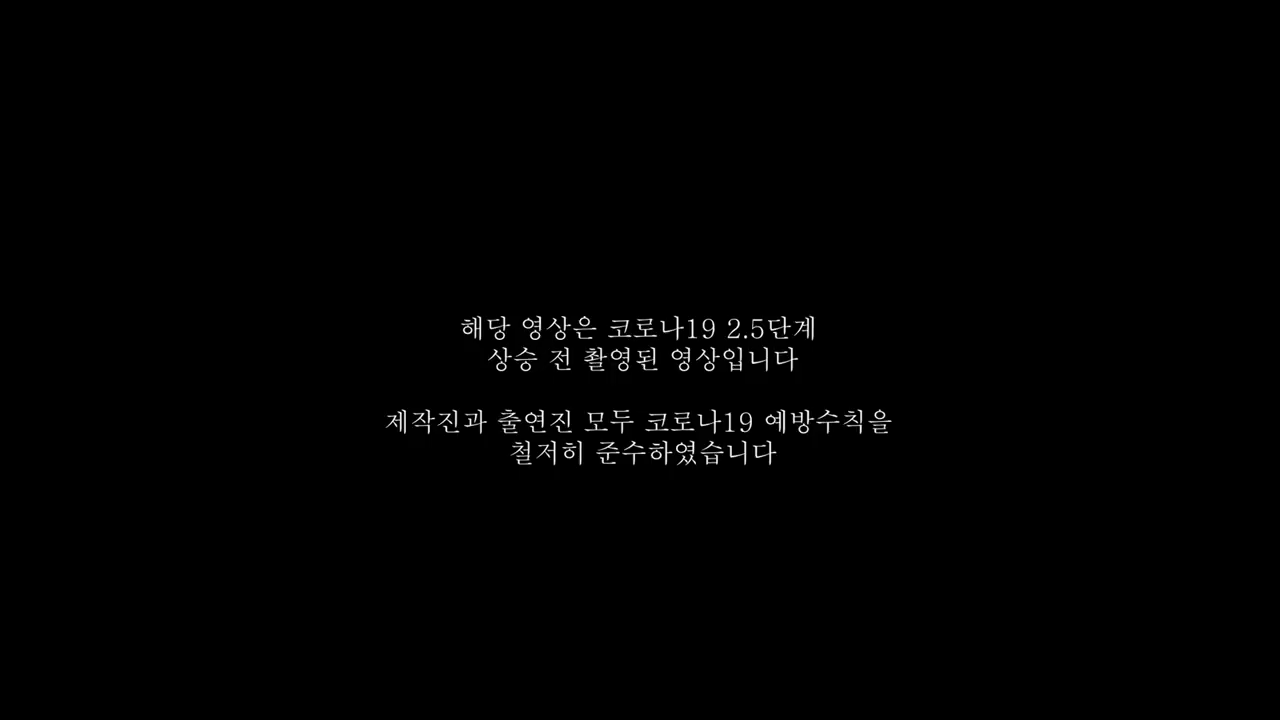 해당 영상은 코로나19 2.5단계
상승 전 촬영된 영상입니다
제작진과 출연진 모두 코로나19 예방수칙을
철저히 준수하였습니다